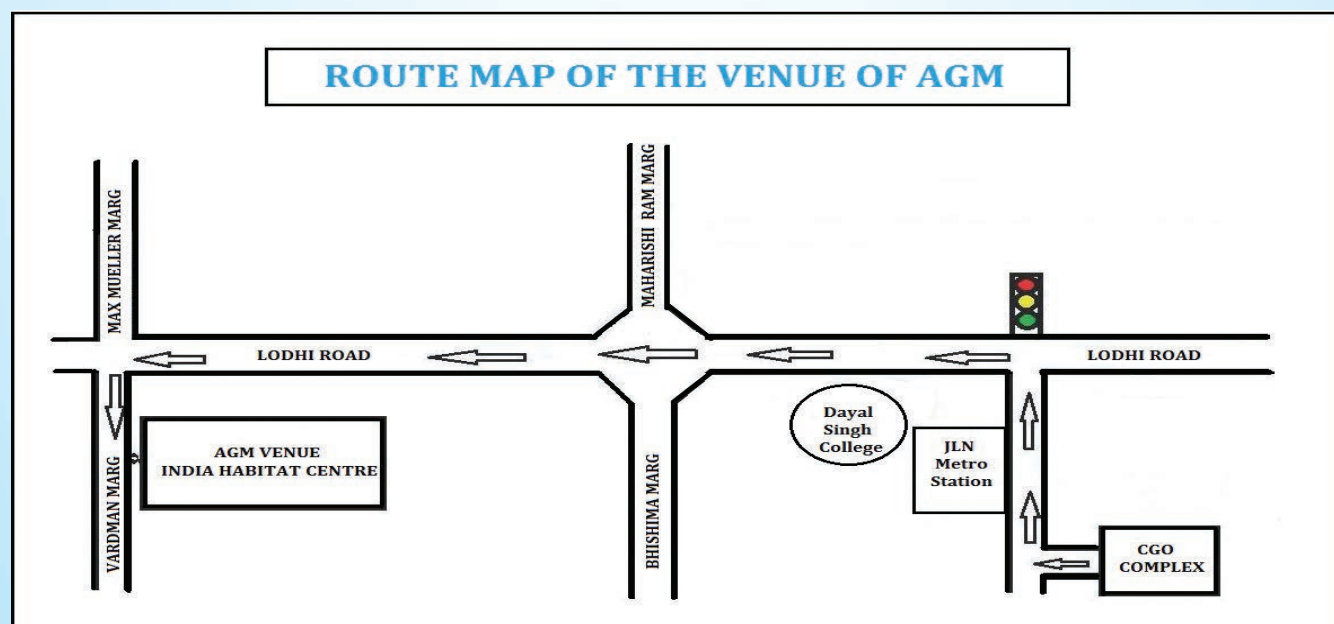 ROUTE MAP OF THE VENUE OF AGM
MAX MUELLER MARG
MAHARISHI RAM MARG
LODHI ROAD
LODHI ROAD
AGM VENUE
INDIA HABITAT CENTRE
VARDMAN MARG
BHISHIMA MARG
Dayal
Singh
College
JLN
Metro
Station
CGO
COMPLEX